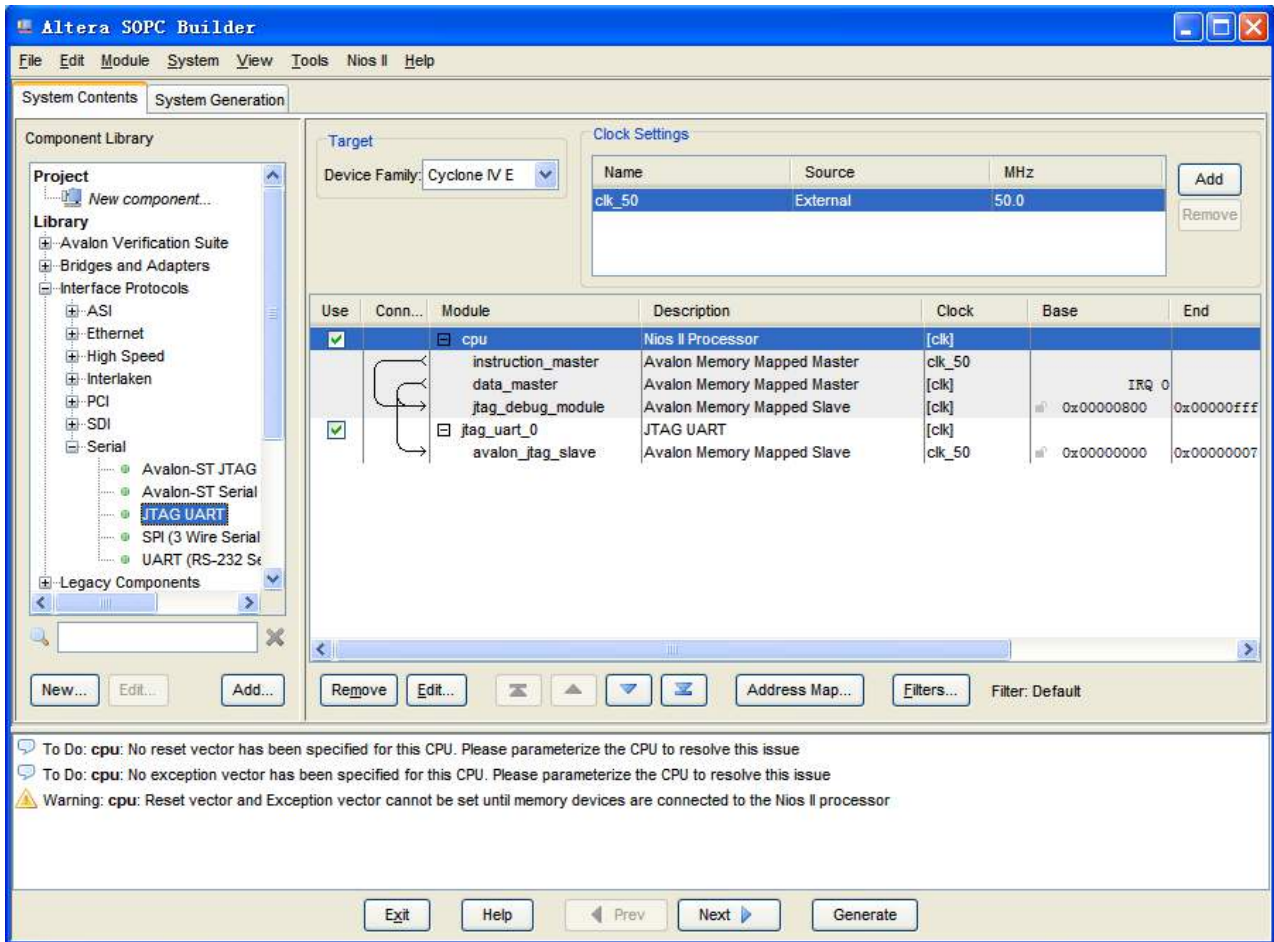 Altera SOPC Builder
File Edit Module System View Tools Nios II Help
System Contents System Generation
Component Library
Project
New component...
Library
Avalon Verification Suite
Bridges and Adapters
Interface Protocols
ASI
Ethernet
High Speed
Interlaken
PCI
SDI
Serial
Avalon-ST JTAG
Avalon-ST Serial
JTAG UART
SPI (3 Wire Serial
UART (RS-232 Se
Legacy Components
New... Edit... Add...
Target
Device Family: Cyclone IV E
Clock Settings
Name Source MHz
clk_50 External 50.0
Add
Remove
Use Conn... Module Description Clock Base End
cpu Nios II Processor [clk]
instruction_master Avalon Memory Mapped Master clk_50
data_master Avalon Memory Mapped Master [clk] IRQ 0
jtag_debug_module Avalon Memory Mapped Slave [clk] 0x00000800 0x00000fff
jtag_uart_0 JTAG UART [clk]
avalon_jtag_slave Avalon Memory Mapped Slave clk_50 0x00000000 0x00000007
Remove Edit... Address Map... Filters... Filter: Default
To Do: cpu: No reset vector has been specified for this CPU. Please parameterize the CPU to resolve this issue
To Do: cpu: No exception vector has been specified for this CPU. Please parameterize the CPU to resolve this issue
Warning: cpu: Reset vector and Exception vector cannot be set until memory devices are connected to the Nios II processor
Exit Help Prev Next Generate